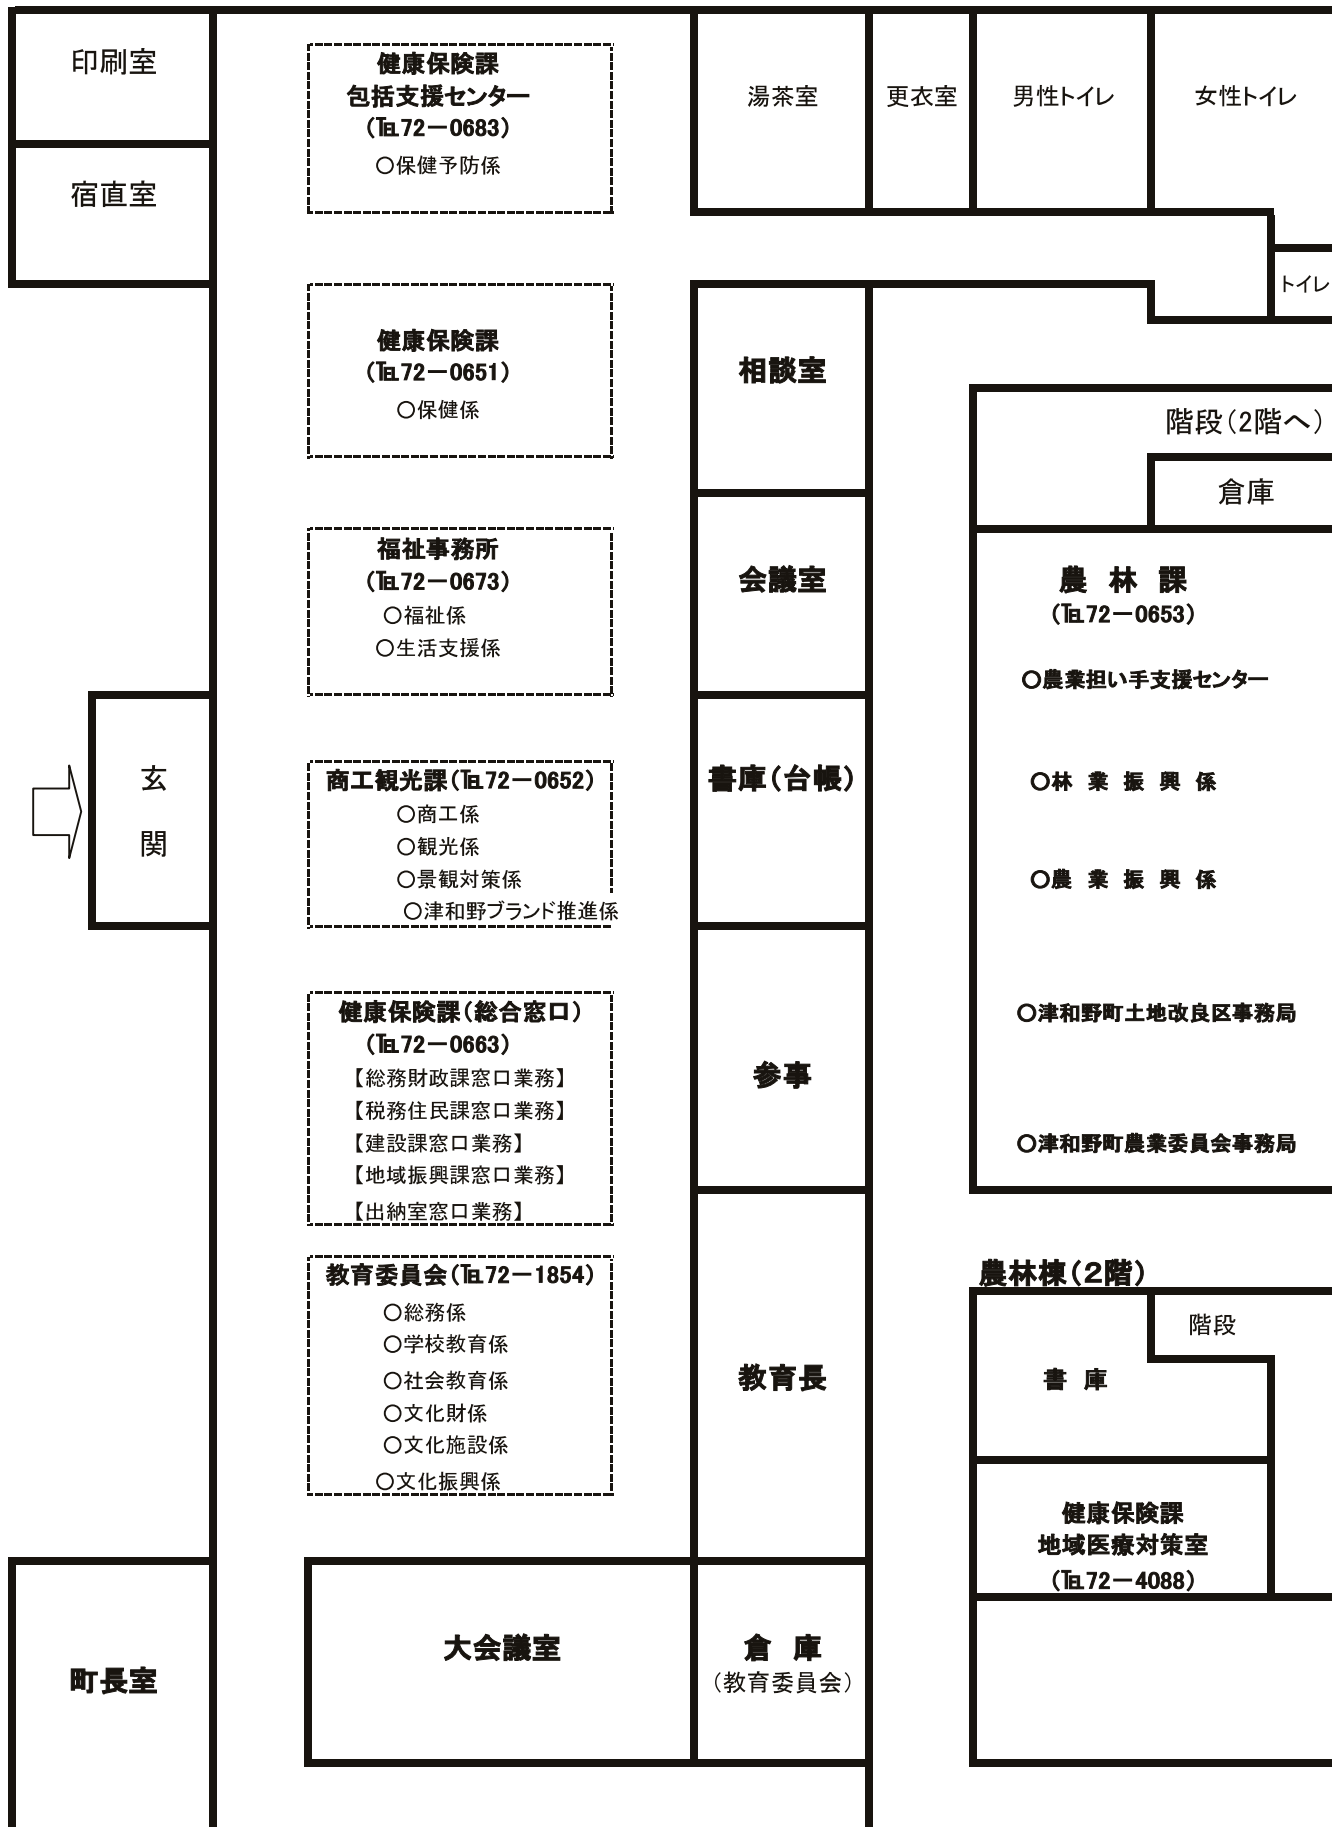 印刷室
宿直室
健康保険課
包括支援センター
（℡72－0683）
○保健予防係
湯茶室
更衣室
男性トイレ
女性トイレ
トイレ
健康保険課
（℡72－0651）
○保健係
相談室
階段（2階へ）
倉庫
福祉事務所
（℡72－0673）
○福祉係
○生活支援係
会議室
農 林 課
（℡72－0653）
○農業担い手支援センター
○林 業 振 興 係
○農 業 振 興 係
○津和野町土地改良区事務局
○津和野町農業委員会事務局
玄
関
商工観光課（℡72－0652）
○商工係
○観光係
○景観対策係
○津和野ブランド推進係
書庫（台帳）
健康保険課（総合窓口）
（℡72－0663）
【総務財政課窓口業務】
【税務住民課窓口業務】
【建設課窓口業務】
【地域振興課窓口業務】
【出納室窓口業務】
参事
教育委員会（℡72－1854）
○総務係
○学校教育係
○社会教育係
○文化財係
○文化施設係
○文化振興係
教育長
農林棟（2階）
階段
書 庫
健康保険課
地域医療対策室
（℡72－4088）
町長室
大会議室
倉 庫
（教育委員会）